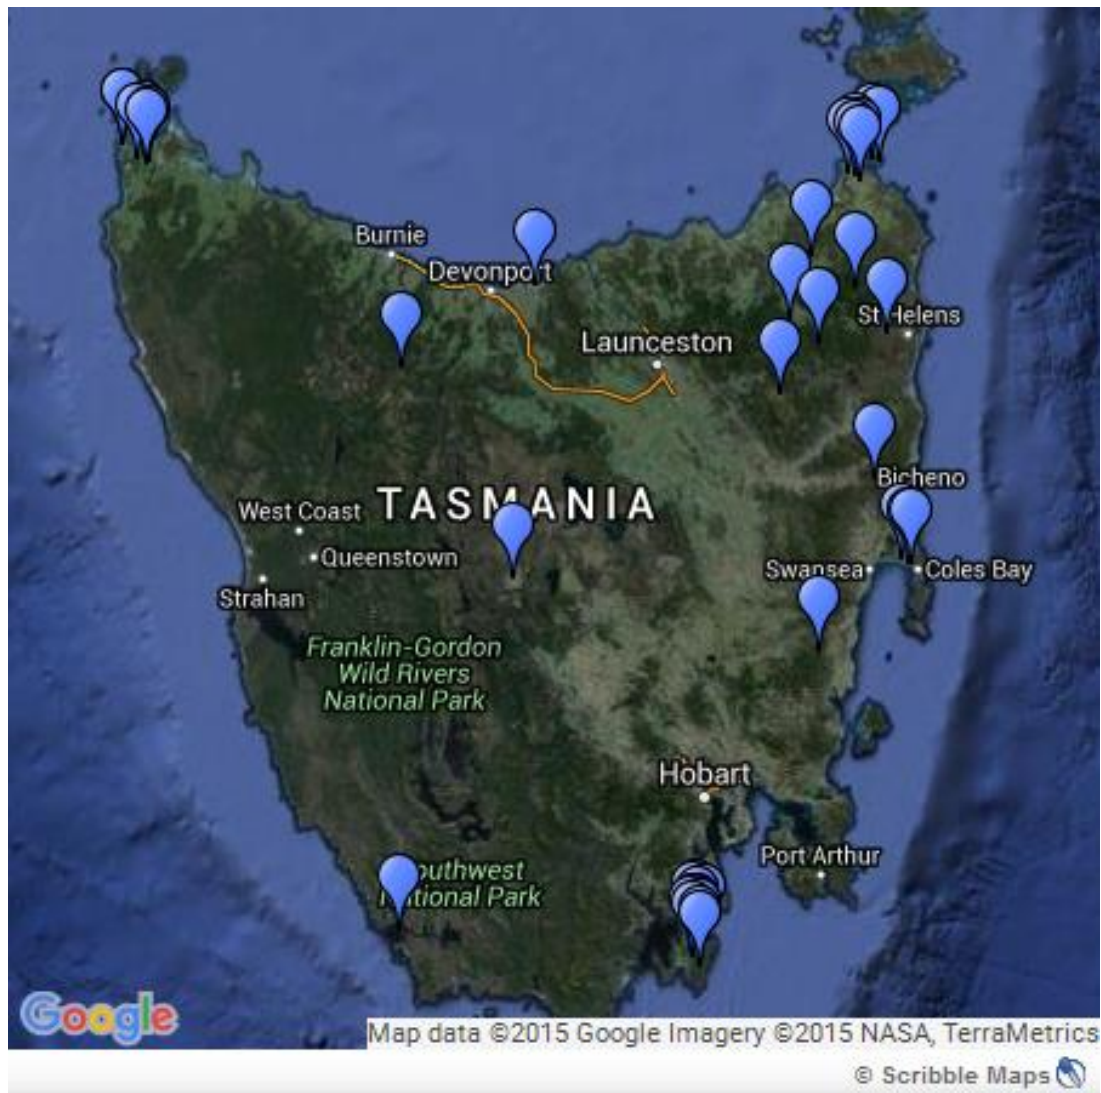 Burnie
Devonport
Launceston
St Helens
Bicheno
TASMANIA
West Coast
Queenstown
Strahan
Swansea
Coles Bay
Franklin-Gordon
Wild Rivers
National Park
Hobart
Port Arthur
Southwest
National Park
Google
Map data ©2015 Google Imagery ©2015 NASA, TerraMetrics
© Scribble Maps